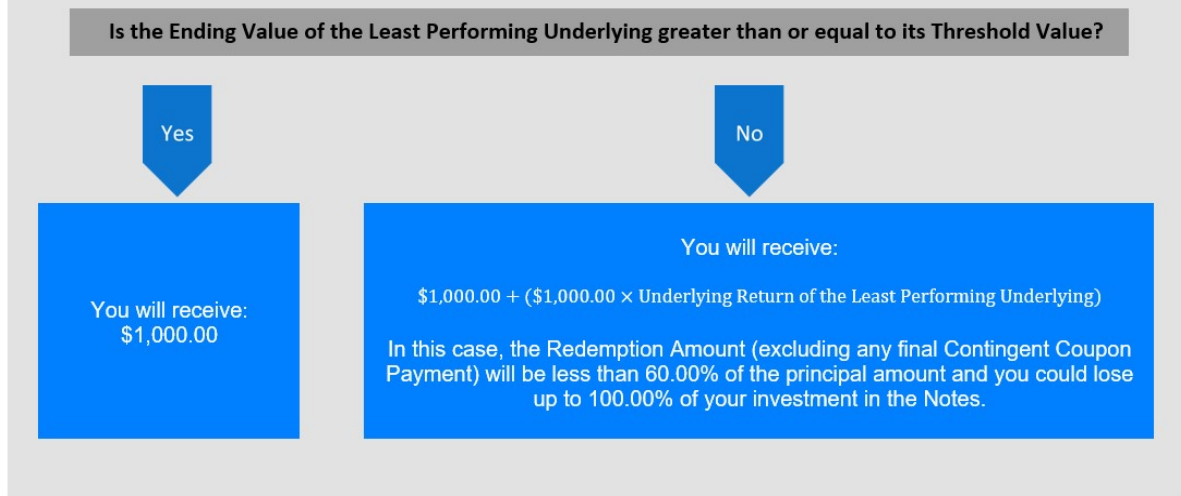 Is the Ending Value of the Least Performing Underlying greater than or equal to its Threshold Value?
Yes
No
You will receive:
$1,000.00
You will receive:
$1,000.00 + ($1,000.00 × Underlying Return of the Least Performing Underlying)
In this case, the Redemption Amount (excluding any final Contingent Coupon
Payment) will be less than 60.00% of the principal amount and you could lose
up to 100.00% of your investment in the Notes.